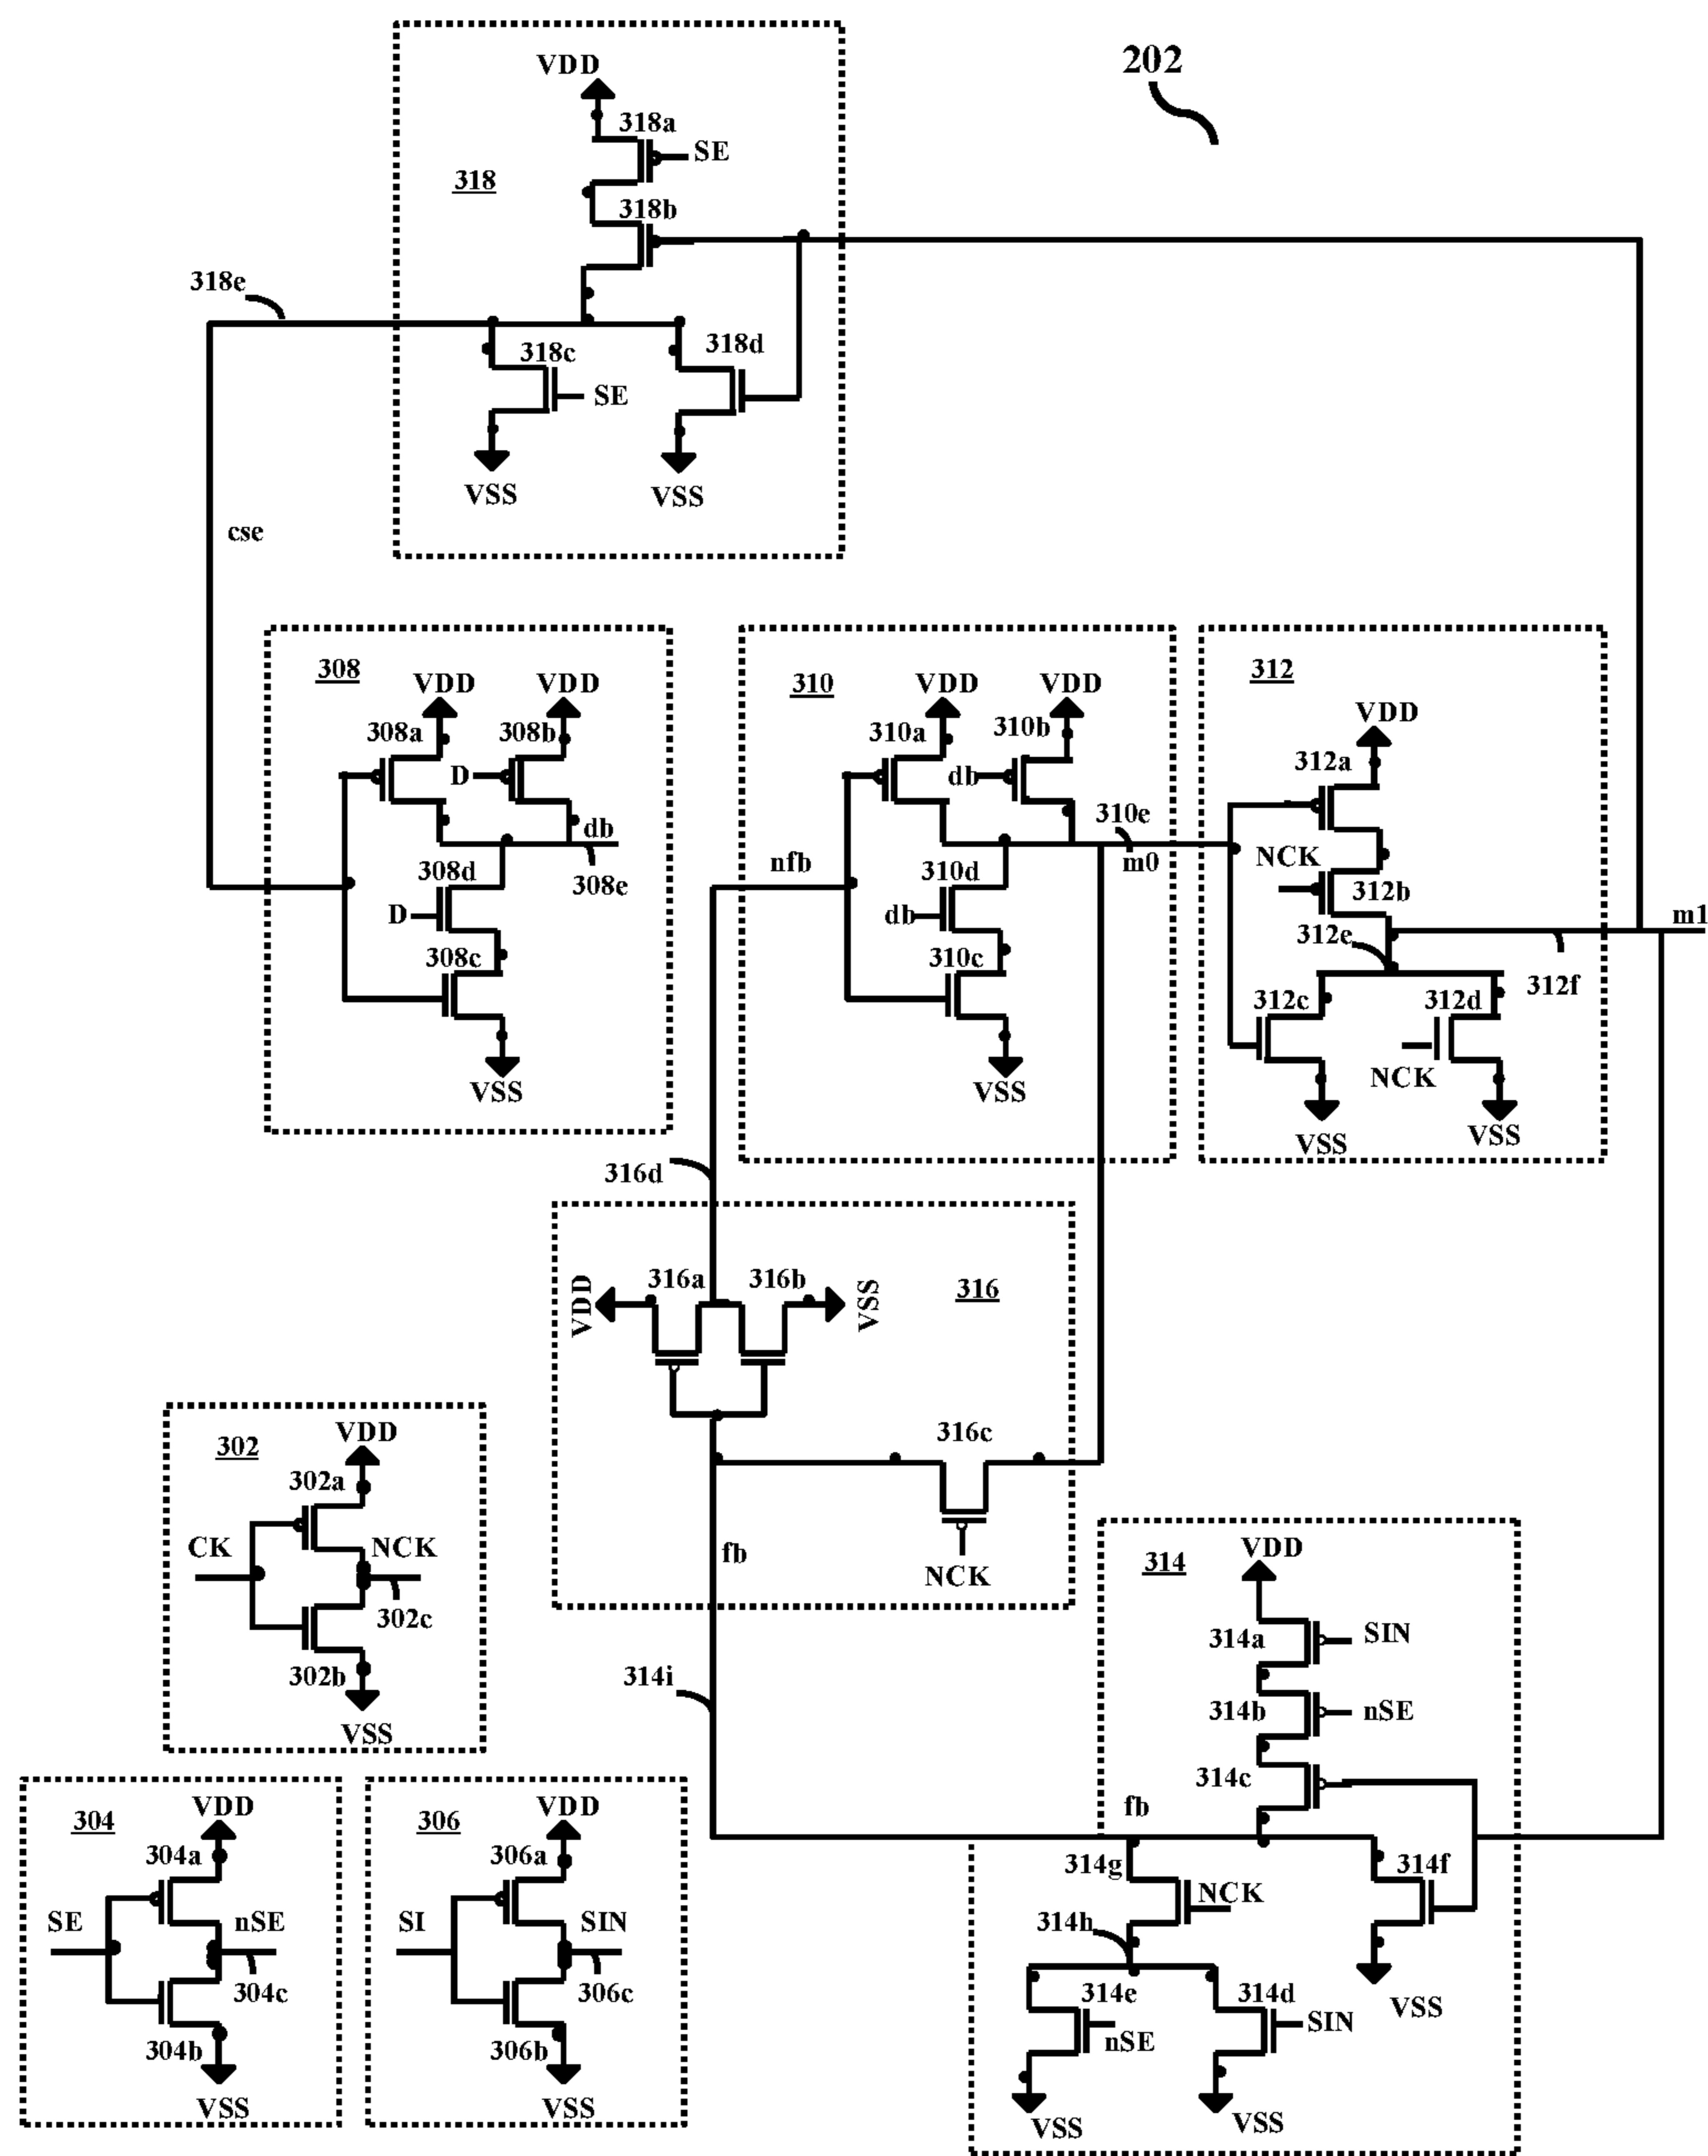 202
VDD
318a
SE
318
318b
318e
318c
318d
SE
VSS
VSS
cse
308
VDD
VDD
308a
308b
D
db
308d
308e
D
308c
VSS
310
VDD
VDD
310a
310b
db
310e
nfb
m0
310d
db
310c
VSS
312
VDD
312a
NCK
312b
312e
m1
312c
312d
312f
NCK
VSS
VSS
316d
316a
316b
316
VDD
VSS
316c
fb
NCK
302
VDD
302a
CK
NCK
302c
302b
VSS
314i
314
VDD
314a
SIN
314b
nSE
314c
fb
314g
314f
NCK
314h
314e
314d
VSS
nSE
SIN
VSS
VSS
304
VDD
304a
SE
nSE
304c
304b
VSS
306
VDD
306a
SI
SIN
306c
306b
VSS